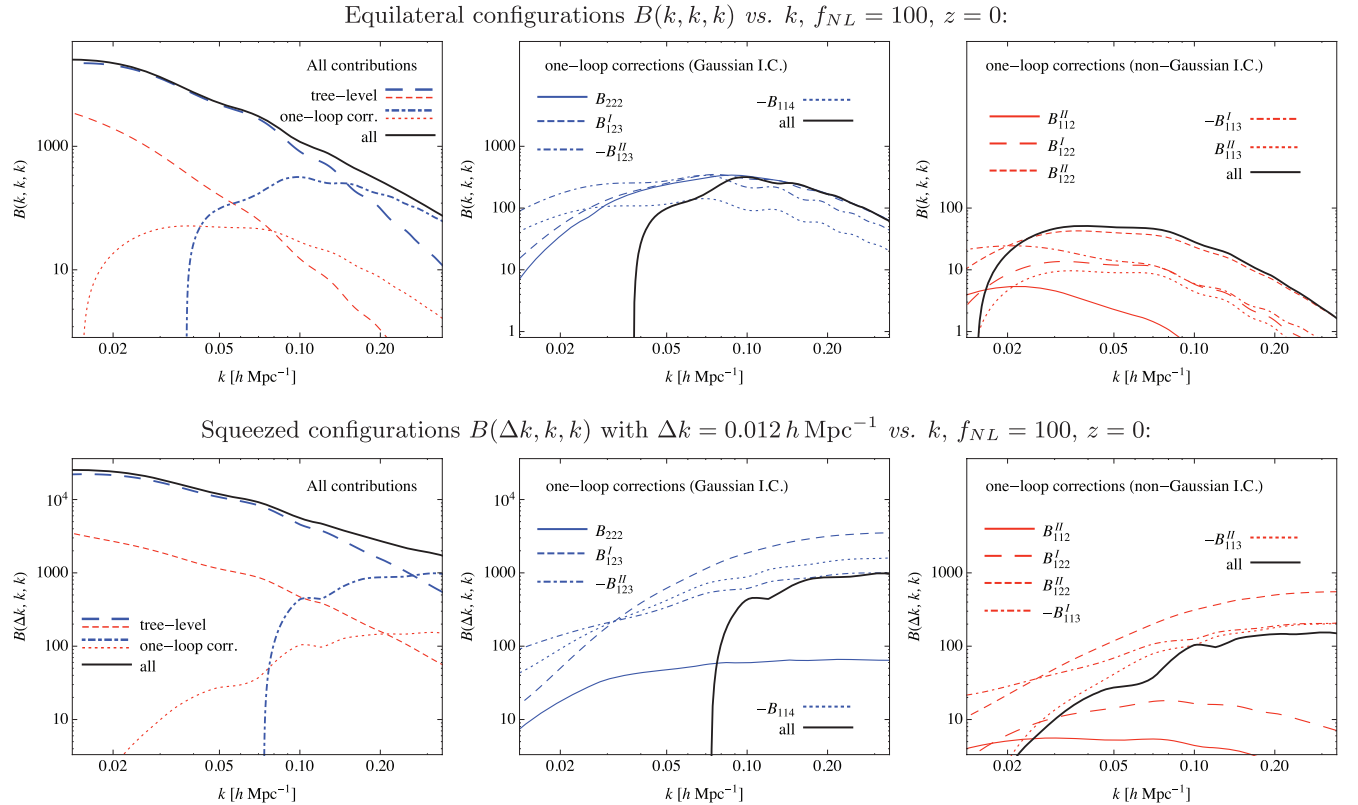 Equilateral configurations B(k, k, k) vs. k, f_NL = 100, z = 0:
All contributions
tree−level
one−loop corr.
all
1000
100
10
B(k, k, k)
0.02 0.05 0.10 0.20
k [h Mpc⁻¹]
one−loop corrections (Gaussian I.C.)
B₂₂₂
B^I_123
−B^II_123
−B₁₁₄
all
1000
100
10
1
B(k, k, k)
0.02 0.05 0.10 0.20
k [h Mpc⁻¹]
one−loop corrections (non−Gaussian I.C.)
B^II_112
B^I_122
B^II_122
−B^I_113
B^II_113
all
1000
100
10
1
B(k, k, k)
0.02 0.05 0.10 0.20
k [h Mpc⁻¹]
Squeezed configurations B(Δk, k, k) with Δk = 0.012 h Mpc⁻¹ vs. k, f_NL = 100, z = 0:
All contributions
tree−level
one−loop corr.
all
10⁴
1000
100
10
B(Δk, k, k)
0.02 0.05 0.10 0.20
k [h Mpc⁻¹]
one−loop corrections (Gaussian I.C.)
B₂₂₂
B^I_123
−B^II_123
−B₁₁₄
all
10⁴
1000
100
10
B(Δk, k, k)
0.02 0.05 0.10 0.20
k [h Mpc⁻¹]
one−loop corrections (non−Gaussian I.C.)
B^II_112
B^I_122
B^II_122
−B^I_113
−B^II_113
all
10⁴
1000
100
10
B(Δk, k, k)
0.02 0.05 0.10 0.20
k [h Mpc⁻¹]